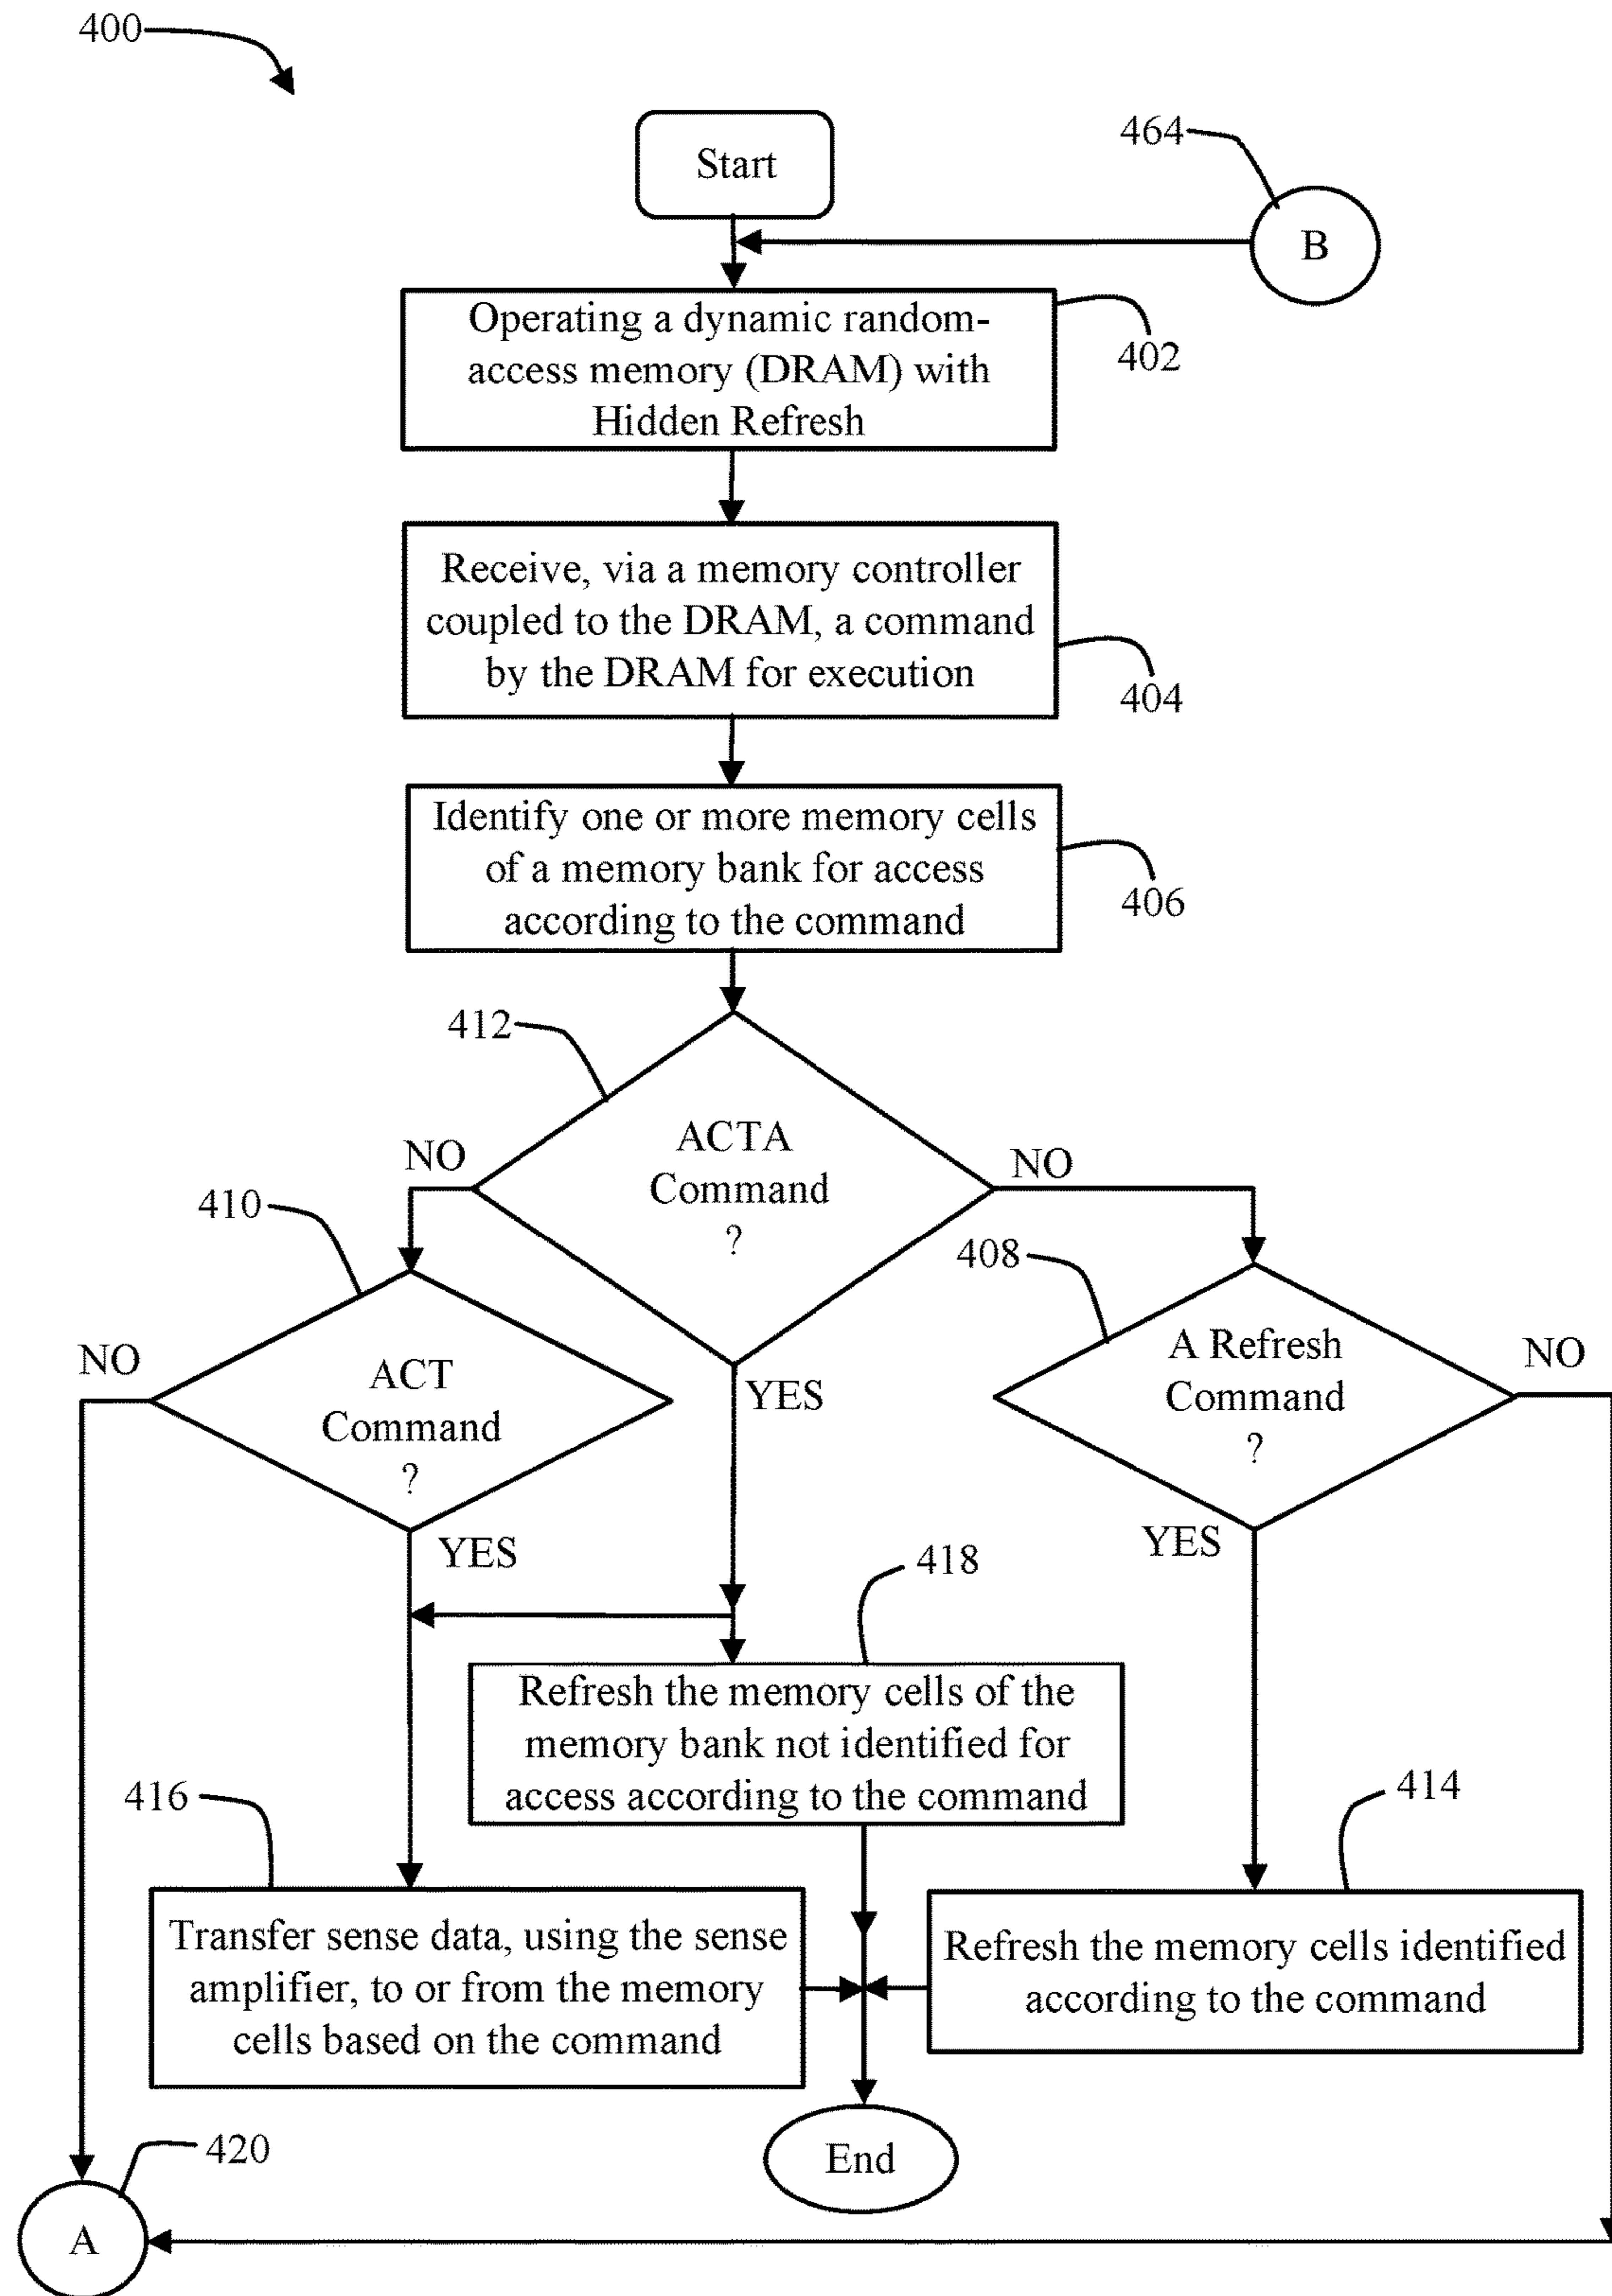 400
Start
464
B
Operating a dynamic random-
access memory (DRAM) with
Hidden Refresh
402
Receive, via a memory controller
coupled to the DRAM, a command
by the DRAM for execution
404
Identify one or more memory cells
of a memory bank for access
according to the command
406
412
ACTA
Command
?
NO
NO
410
408
ACT
Command
?
NO
YES
YES
A Refresh
Command
?
NO
YES
418
Refresh the memory cells of the
memory bank not identified for
access according to the command
416
414
Transfer sense data, using the sense
amplifier, to or from the memory
cells based on the command
Refresh the memory cells identified
according to the command
420
End
A